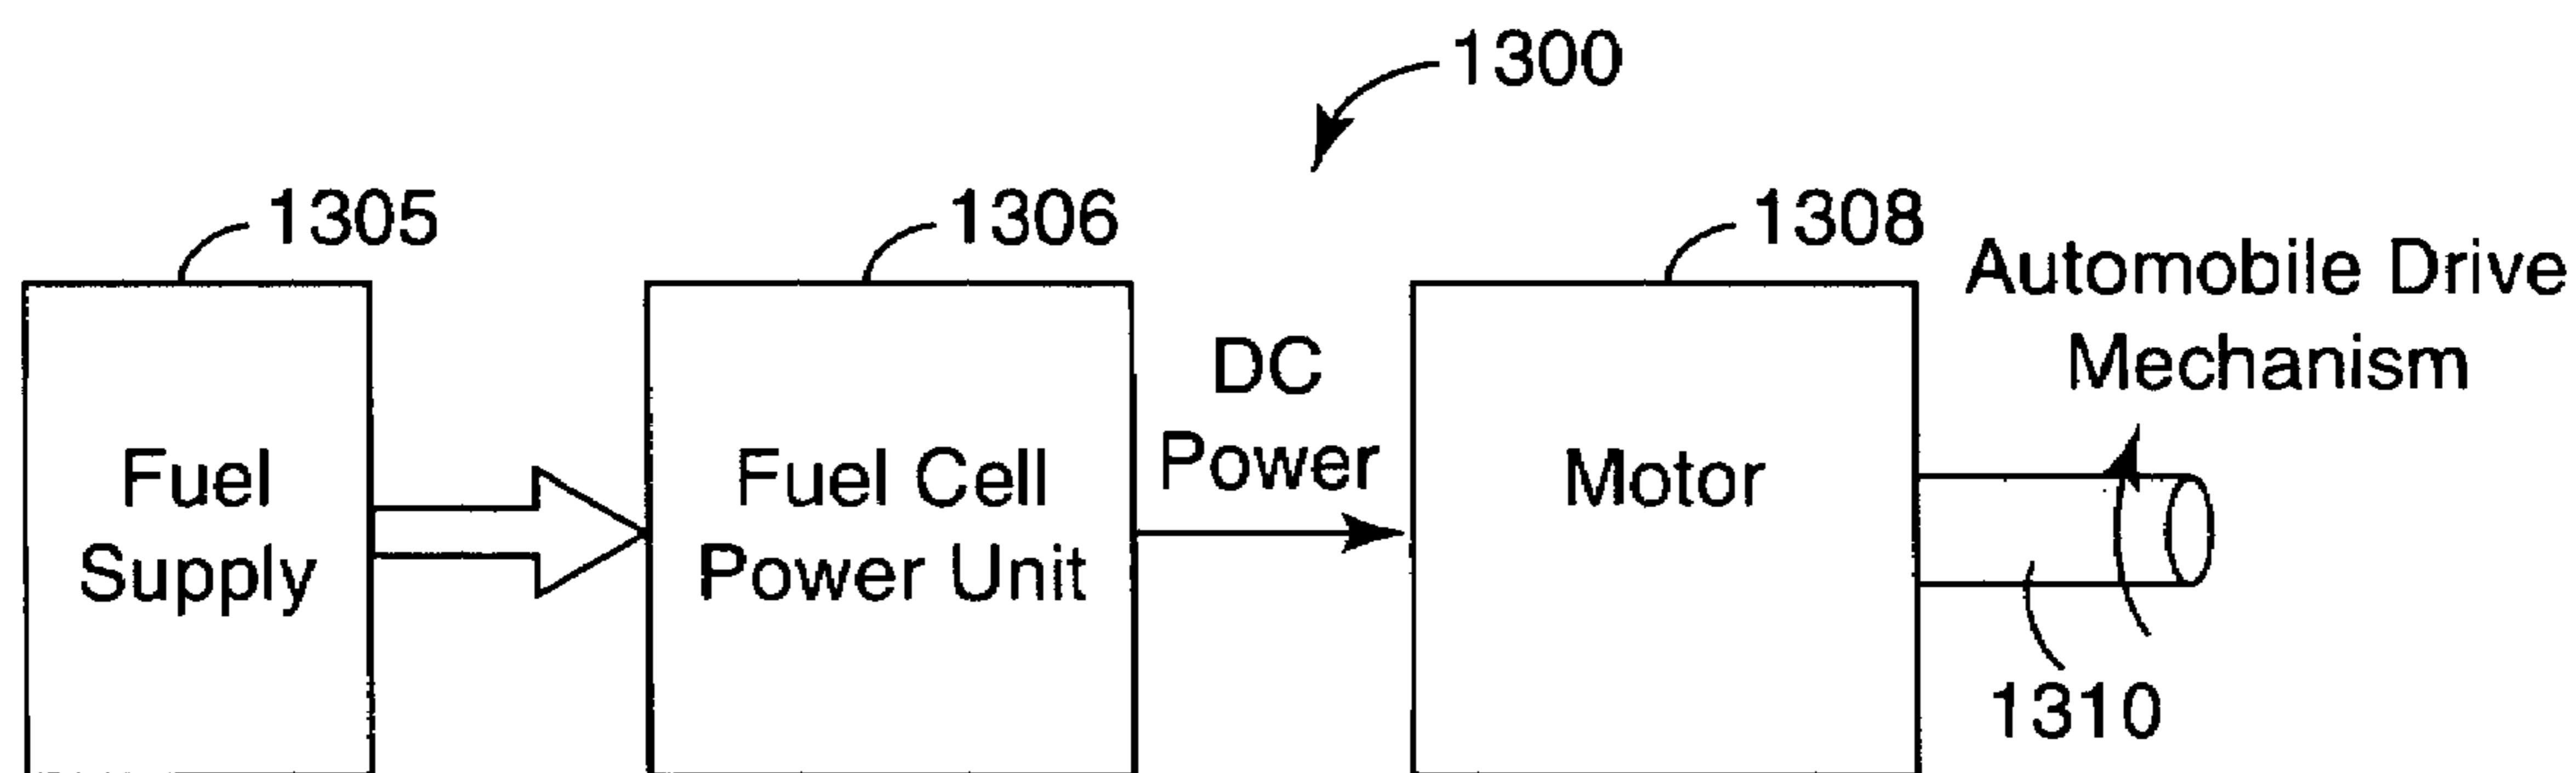 1300
1305
1306
1308
Automobile Drive
Mechanism
DC
Power
Fuel
Supply
Fuel Cell
Power Unit
Motor
1310